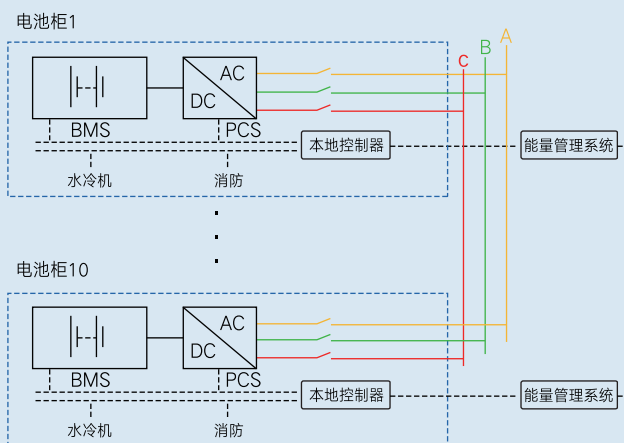 电池柜1
A
B
C
AC
DC
BMS
PCS
本地控制器
能量管理系统
水冷机
消防
电池柜10
AC
DC
BMS
PCS
本地控制器
能量管理系统
水冷机
消防